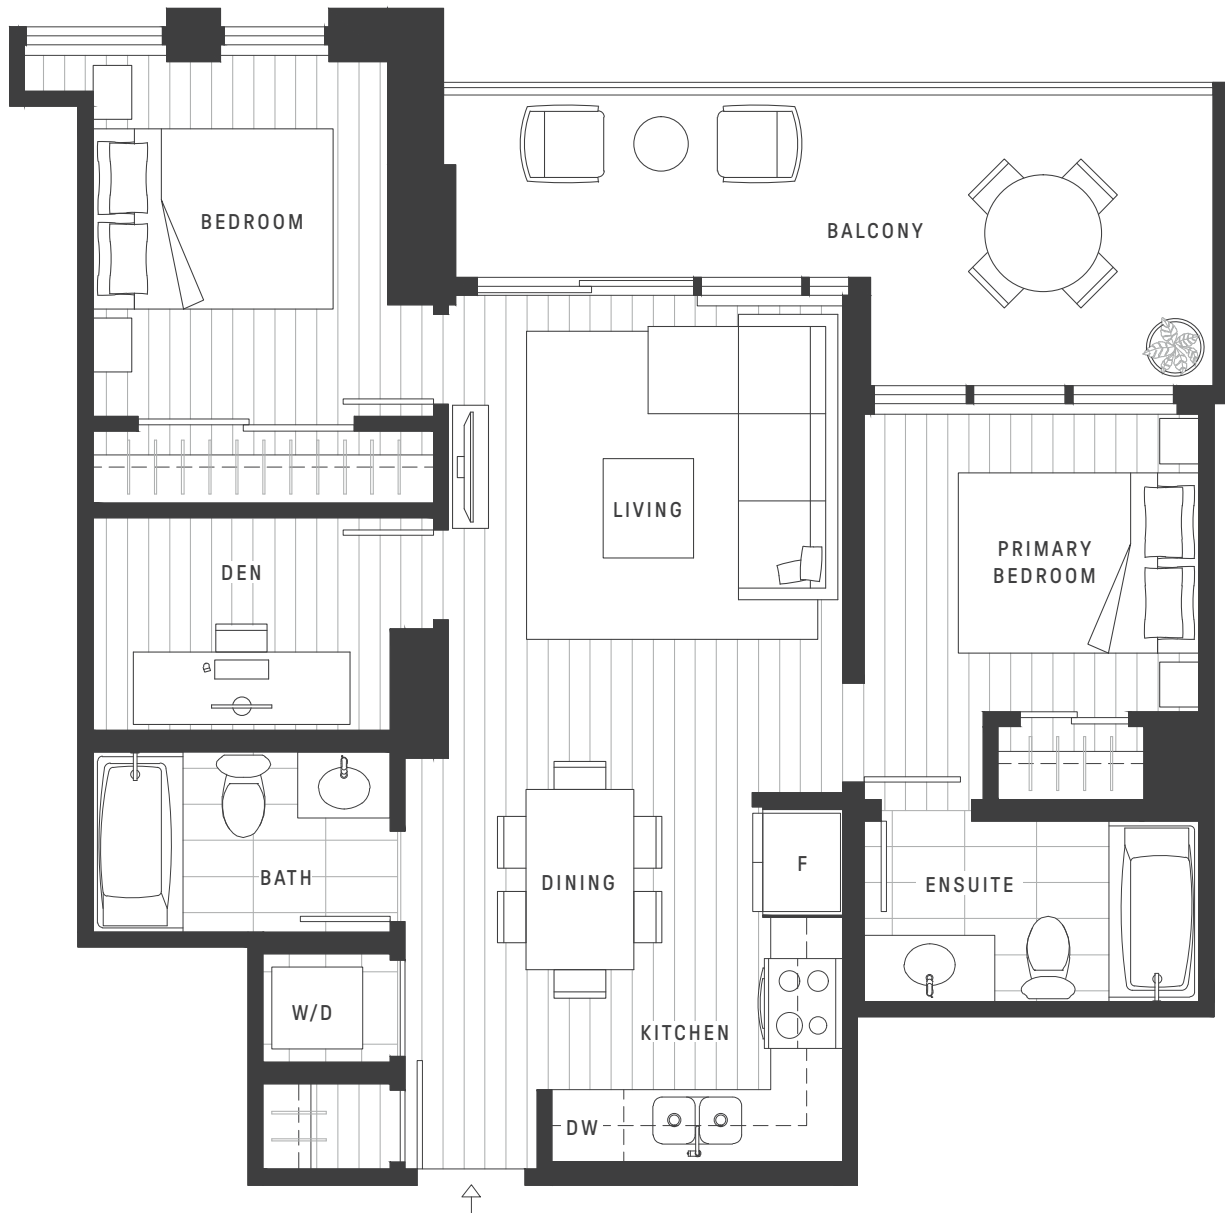 BEDROOM
BALCONY
LIVING
PRIMARY
BEDROOM
DEN
BATH
DINING
F
ENSUITE
W/D
KITCHEN
DW